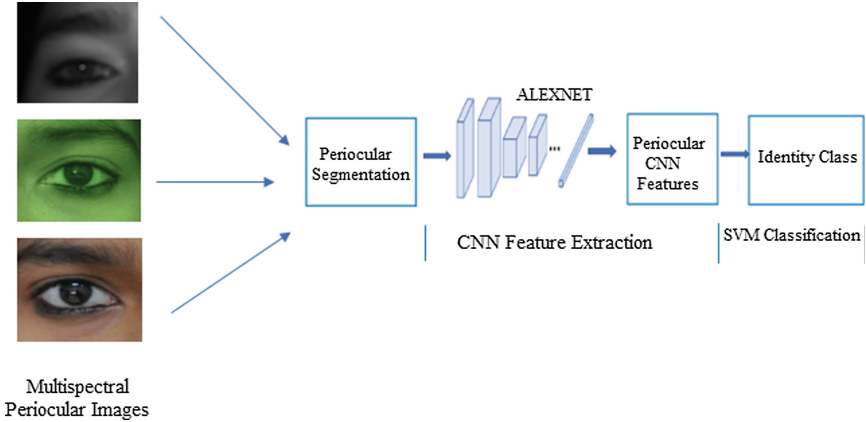 ALEXNET
Periocular
Segmentation
...
Periocular
CNN
Features
Identity Class
CNN Feature Extraction
SVM Classification
Multispectral
Periocular Images